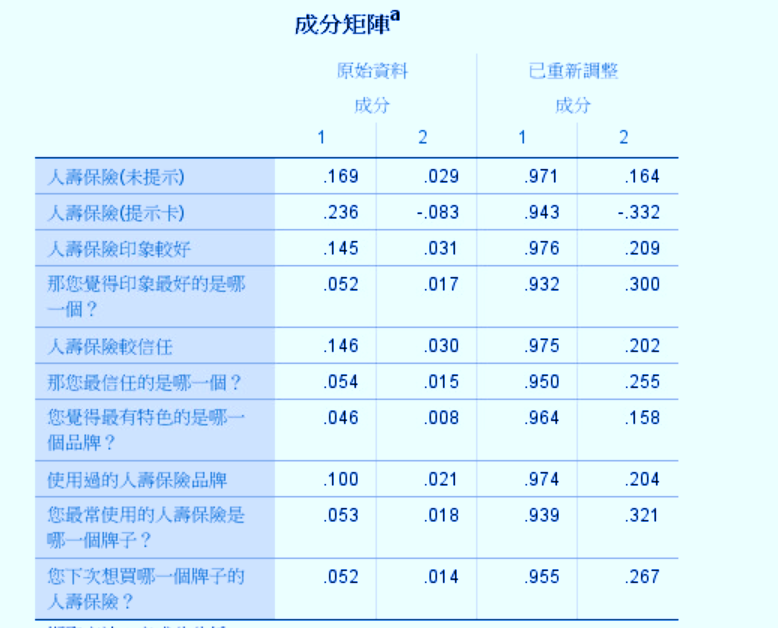 成分矩陣a
原始資料 已重新調整
成分 成分
1 2 1 2
人壽保險(未提示) .169 .029 .971 .164
人壽保險(提示卡) .236 -.083 .943 -.332
人壽保險印象較好 .145 .031 .976 .209
那您覺得印象最好的是哪 .052 .017 .932 .300
一個？
人壽保險較信任 .146 .030 .975 .202
那您最信任的是哪一個？ .054 .015 .950 .255
您覺得最有特色的是哪一 .046 .008 .964 .158
個品牌？
使用過的人壽保險品牌 .100 .021 .974 .204
您最常使用的人壽保險是 .053 .018 .939 .321
哪一個牌子？
您下次想買哪一個牌子的 .052 .014 .955 .267
人壽保險？